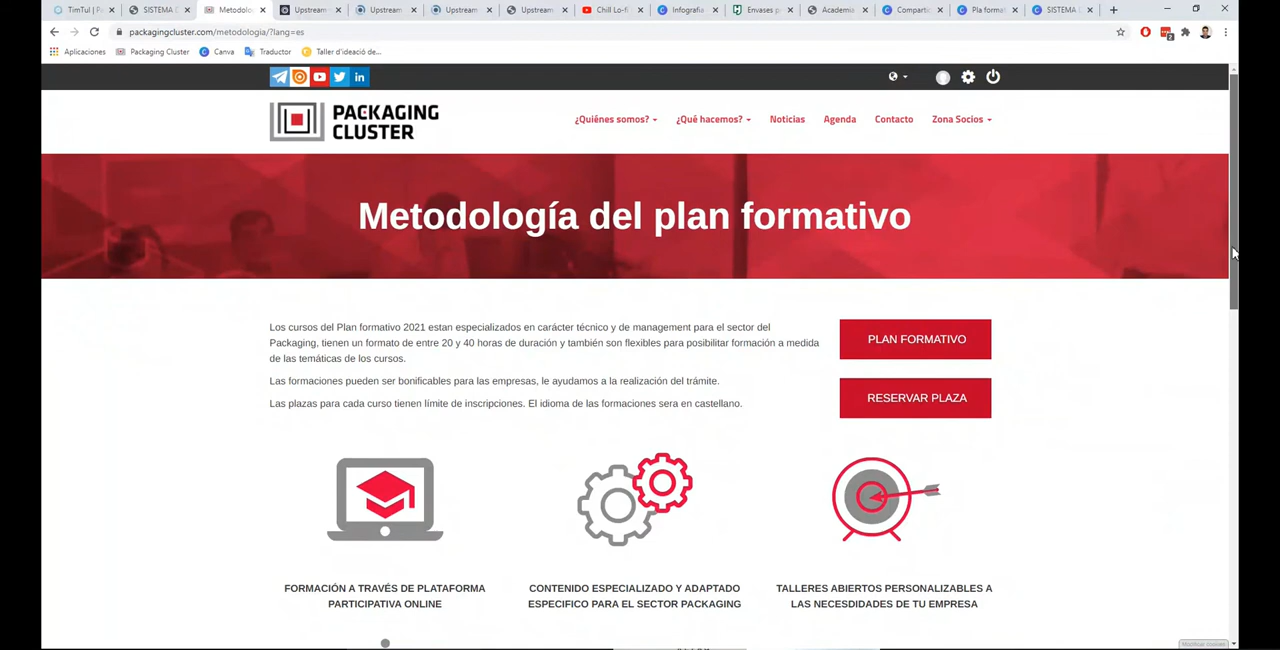 TimTul | P
SISTEMA D
Metodolog
Upstream
Upstream
Upstream
Upstream
Chill Lo-fi
Infografia
Envases p
Academia
Comparti
Pla format
SISTEMA D
packagingcluster.com/metodologia/?lang=es
Aplicaciones
Packaging Cluster
Canva
Traductor
Taller d'ideació de...
PACKAGING
CLUSTER
¿Quiénes somos?
¿Qué hacemos?
Noticias
Agenda
Contacto
Zona Socios
Metodología del plan formativo
Los cursos del Plan formativo 2021 estan especializados en carácter técnico y de management para el sector del
Packaging, tienen un formato de entre 20 y 40 horas de duración y también son flexibles para posibilitar formación a medida
de las temáticas de los cursos.
Las formaciones pueden ser bonificables para las empresas, le ayudamos a la realización del trámite.
Las plazas para cada curso tienen límite de inscripciones. El idioma de las formaciones sera en castellano.
PLAN FORMATIVO
RESERVAR PLAZA
FORMACIÓN A TRAVÉS DE PLATAFORMA
PARTICIPATIVA ONLINE
CONTENIDO ESPECIALIZADO Y ADAPTADO
ESPECIFICO PARA EL SECTOR PACKAGING
TALLERES ABIERTOS PERSONALIZABLES A
LAS NECESDIDADES DE TU EMPRESA
Modificar cookies